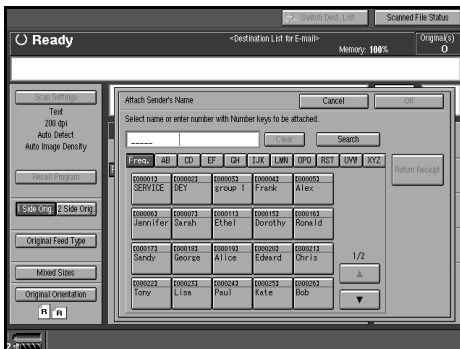 Switch Dest. List
Scanned File Status
Ready
<Destination List for E-mail>
Memory: 100%
Original(s)
0
Scan Settings
Text
200 dpi
Auto Detect
Auto Image Density
Recall Program
1 Side Orig. 2 Side Orig.
Original Feed Type
Mixed Sizes
Original Orientation
R R
Attach Sender's Name
Cancel
OK
Select name or enter number with Number keys to be attached.
_____
Clear
Search
Freq. AB CD EF GH IJK LMN OPQ RST UVW XYZ
Return Receipt
[00001] [00002] [00003] [00004] [00005]
SERVICE DEY group 1 Frank Alex
[00006] [00007] [00011] [00015] [00016]
Jennifer Sarah Ethel Dorothy Ronald
[00017] [00018] [00019] [00020] [00021]
Sandy George Alice Edward Chris
1/2
[00022] [00023] [00024] [00025] [00026]
Tony Lisa Paul Kate Bob
2